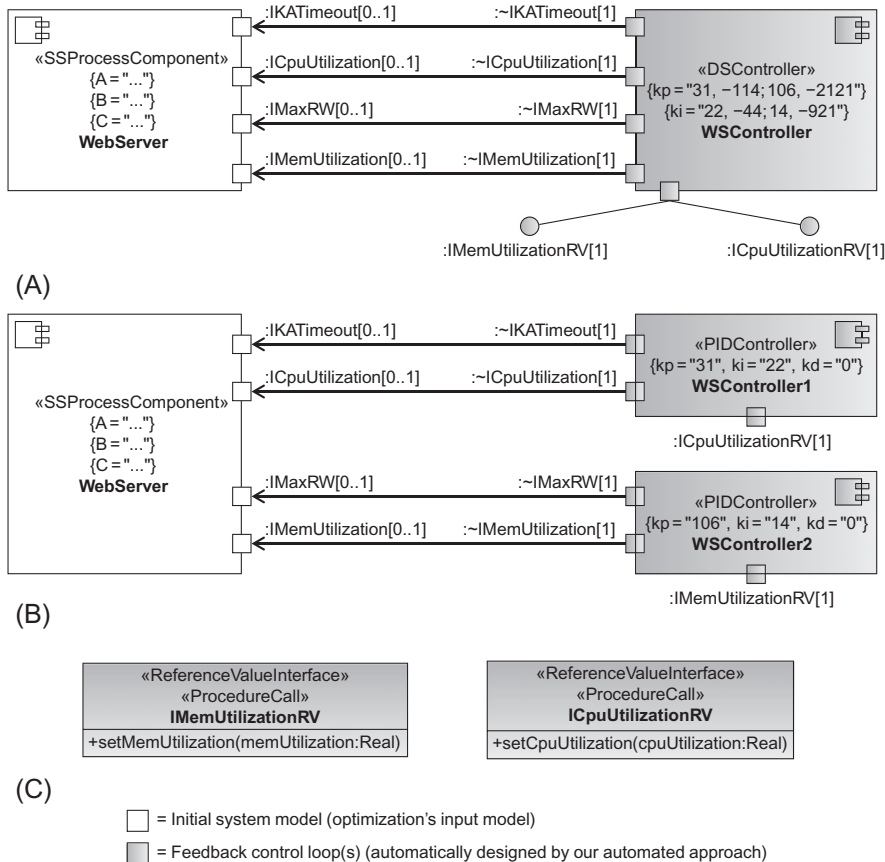 :IKATimeout[0..1] :~IKATimeout[1]
«SSProcessComponent»
{A = "..."}
{B = "..."}
{C = "..."}
WebServer
:ICpuUtilization[0..1] :~ICpuUtilization[1]
:IMaxRW[0..1] :~IMaxRW[1]
:IMemUtilization[0..1] :~IMemUtilization[1]
«DSController»
{kp = "31, −114; 106, −2121"}
{ki = "22, −44; 14, −921"}
WSController
:IMemUtilizationRV[1] :ICpuUtilizationRV[1]
(A)
:IKATimeout[0..1] :~IKATimeout[1]
:ICpuUtilization[0..1] :~ICpuUtilization[1]
«PIDController»
{kp = "31", ki = "22", kd = "0"}
WSController1
:ICpuUtilizationRV[1]
«SSProcessComponent»
{A = "..."}
{B = "..."}
{C = "..."}
WebServer
:IMaxRW[0..1] :~IMaxRW[1]
:IMemUtilization[0..1] :~IMemUtilization[1]
«PIDController»
{kp = "106", ki = "14", kd = "0"}
WSController2
:IMemUtilizationRV[1]
(B)
«ReferenceValueInterface»
«ProcedureCall»
IMemUtilizationRV
+setMemUtilization(memUtilization:Real)
«ReferenceValueInterface»
«ProcedureCall»
ICpuUtilizationRV
+setCpuUtilization(cpuUtilization:Real)
(C)
= Initial system model (optimization's input model)
= Feedback control loop(s) (automatically designed by our automated approach)